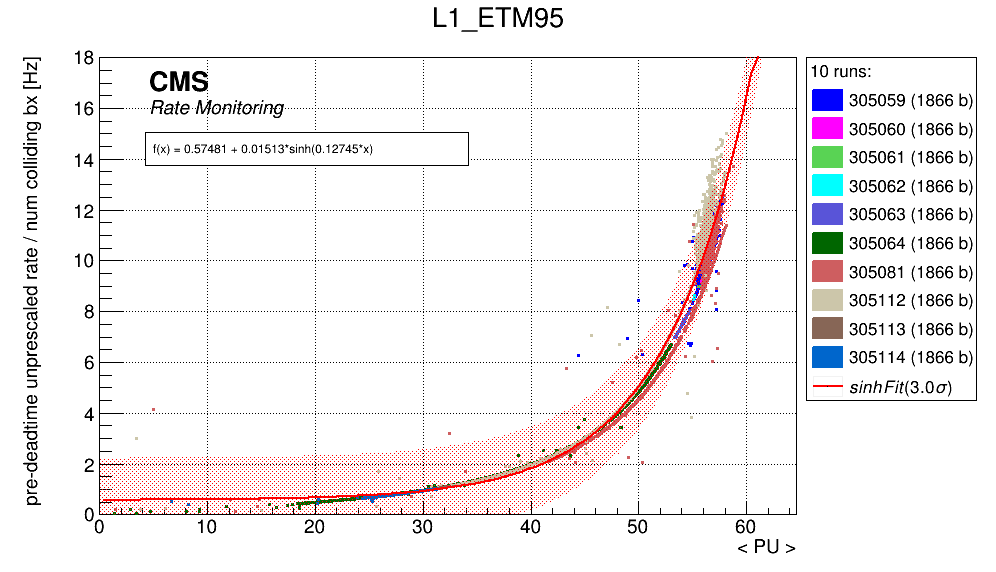 L1_ETM95
pre-deadtime unprescaled rate / num colliding bx [Hz]
18
16
14
12
10
8
6
4
2
0
CMS
Rate Monitoring
f(x) = 0.57481 + 0.01513*sinh(0.12745*x)
0
10
20
30
40
50
60
< PU >
10 runs:
305059 (1866 b)
305060 (1866 b)
305061 (1866 b)
305062 (1866 b)
305063 (1866 b)
305064 (1866 b)
305081 (1866 b)
305112 (1866 b)
305113 (1866 b)
305114 (1866 b)
sinhFit(3.0σ)